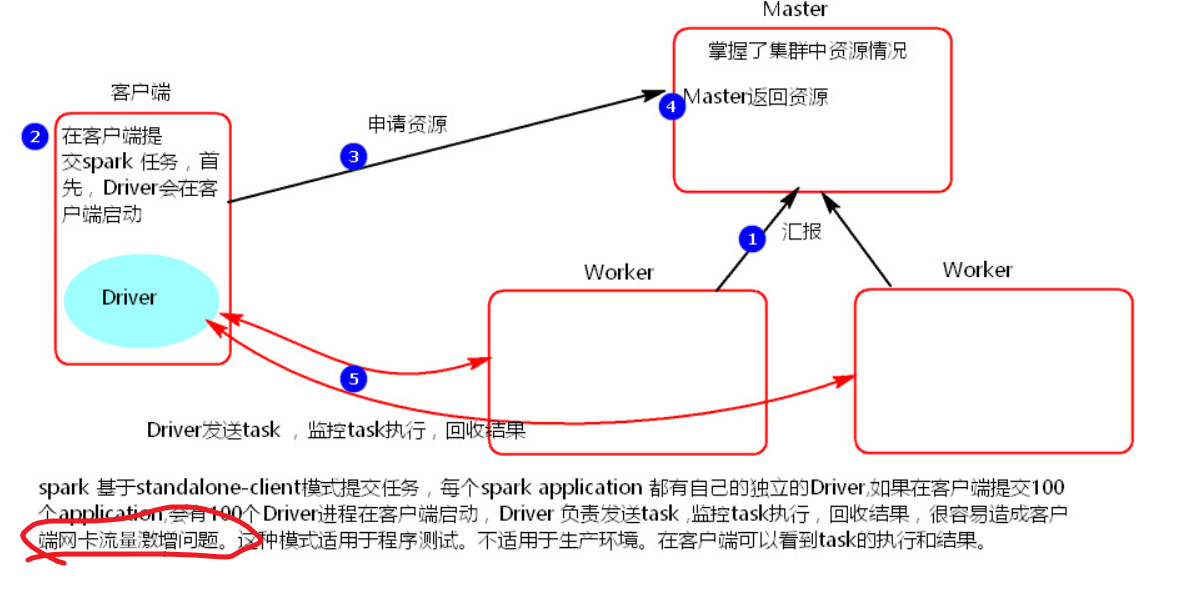 Master
掌握了集群中资源情况
客户端
4 Master返回资源
申请资源
2 在客户端提
交spark 任务，首
先，Driver会在客
户端启动
3
1 汇报
Worker
Worker
Driver
5
Driver发送task ，监控task执行，回收结果
spark 基于standalone-client模式提交任务，每个spark application 都有自己的独立的Driver,如果在客户端提交100
个application,会有100个Driver进程在客户端启动，Driver 负责发送task ,监控task执行，回收结果，很容易造成客户
端网卡流量激增问题。这种模式适用于程序测试。不适用于生产环境。在客户端可以看到task的执行和结果。